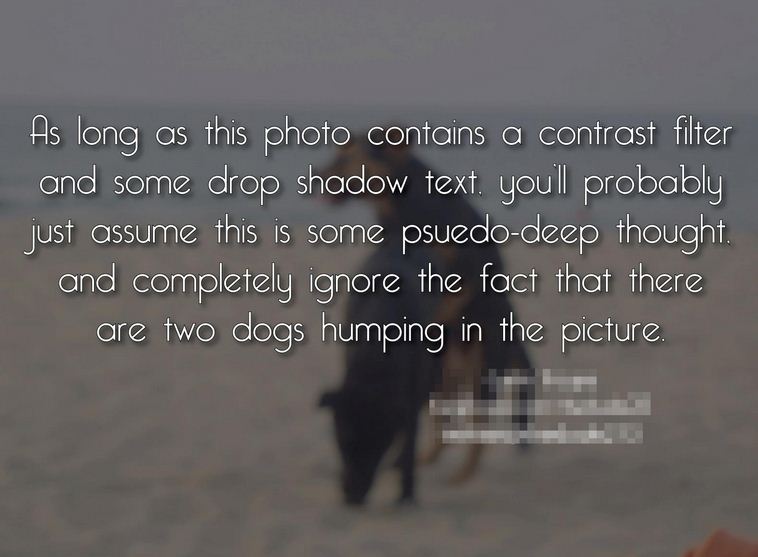 As long as this photo contains a contrast filter
and some drop shadow text. you'll probably
just assume this is some psuedo-deep thought.
and completely ignore the fact that there
are two dogs humping in the picture.